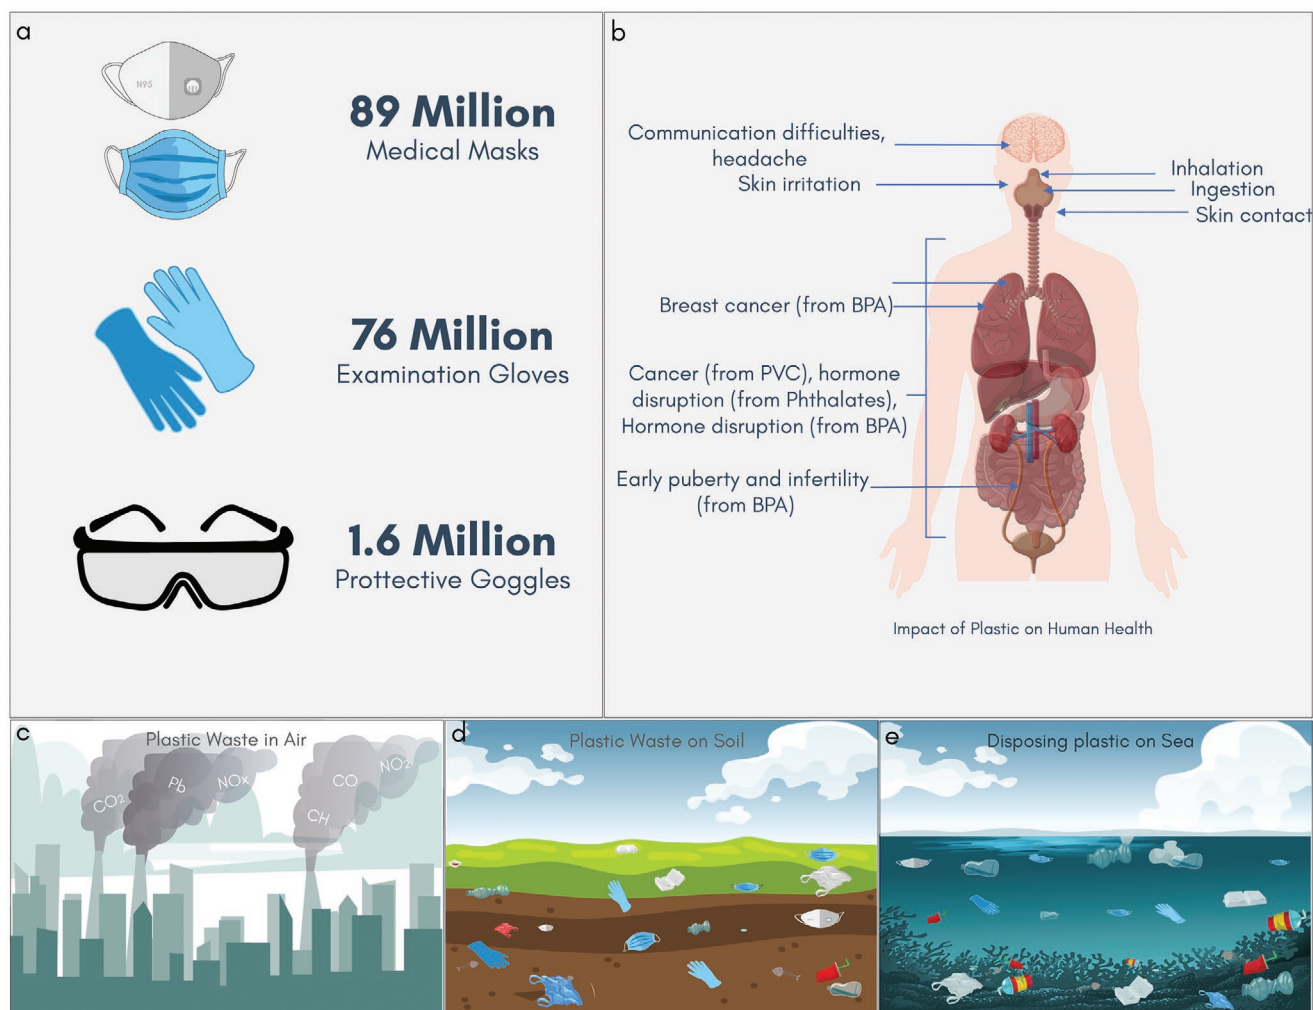 a
N95
89 Million
Medical Masks
76 Million
Examination Gloves
1.6 Million
Prottective Goggles
b
Communication difficulties,
headache
Skin irritation
Inhalation
Ingestion
Skin contact
Breast cancer (from BPA)
Cancer (from PVC), hormone
disruption (from Phthalates),
Hormone disruption (from BPA)
Early puberty and infertility
(from BPA)
Impact of Plastic on Human Health
c
Plastic Waste in Air
CO2
Pb
NOx
CH
CO
NO2
d
Plastic Waste on Soil
e
Disposing plastic on Sea